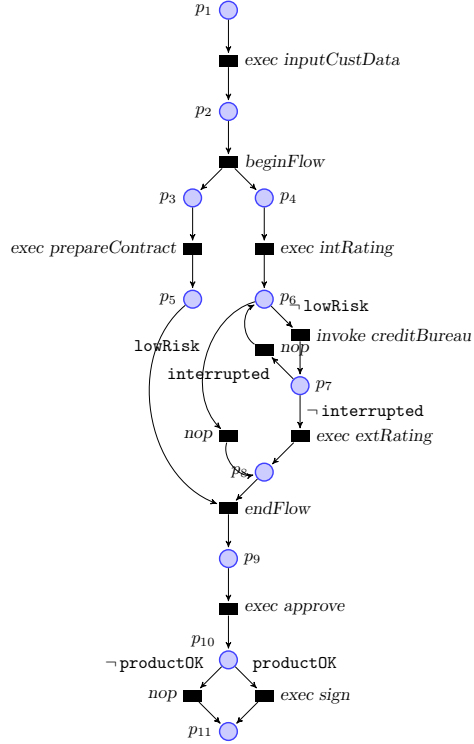 p1
exec inputCustData
p2
beginFlow
p3
p4
exec prepareContract
exec intRating
p5
p6
¬ lowRisk
invoke creditBureau
lowRisk
nop
interrupted
p7
¬ interrupted
nop
exec extRating
p8
endFlow
p9
exec approve
p10
¬ productOK
productOK
nop
exec sign
p11